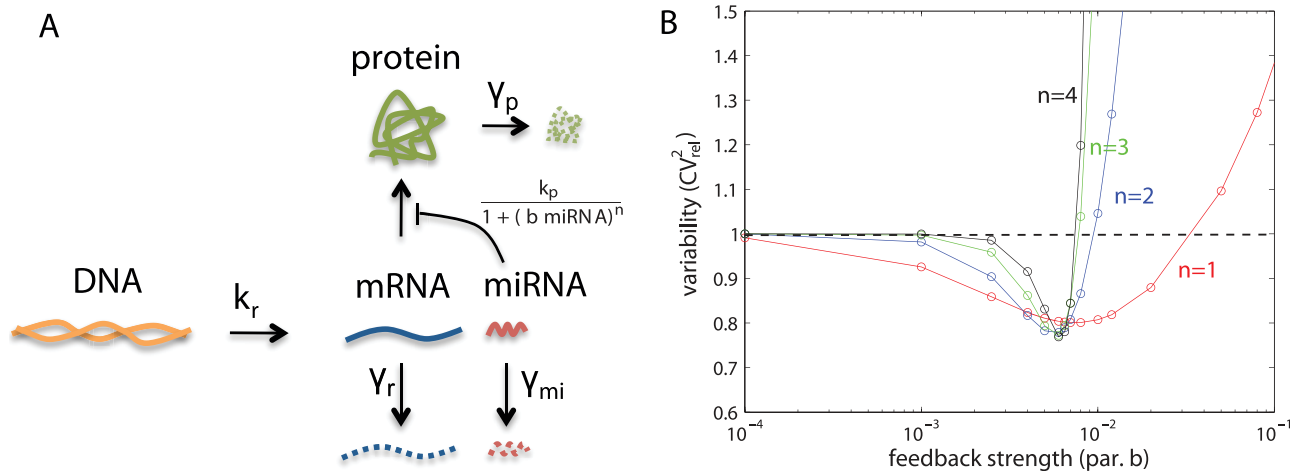 A
protein
γp
kp
1 + ( b miRNA)^n
DNA
kr
mRNA
miRNA
γr
γmi
B
variability (CV²rel)
1.5
1.4
1.3
1.2
1.1
1.0
0.9
0.8
0.7
0.6
n=4
n=3
n=2
n=1
10⁻⁴
10⁻³
10⁻²
10⁻¹
feedback strength (par. b)